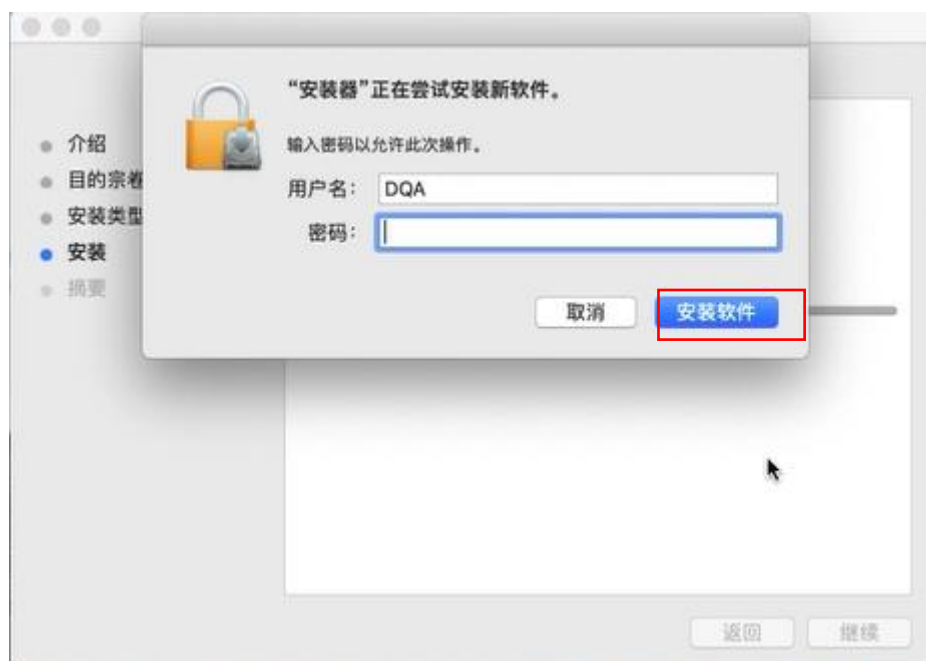 “安装器”正在尝试安装新软件。
输入密码以允许此次操作。
用户名：
DQA
密码：
取消
安装软件
介绍
目的宗卷
安装类型
安装
摘要
返回
继续